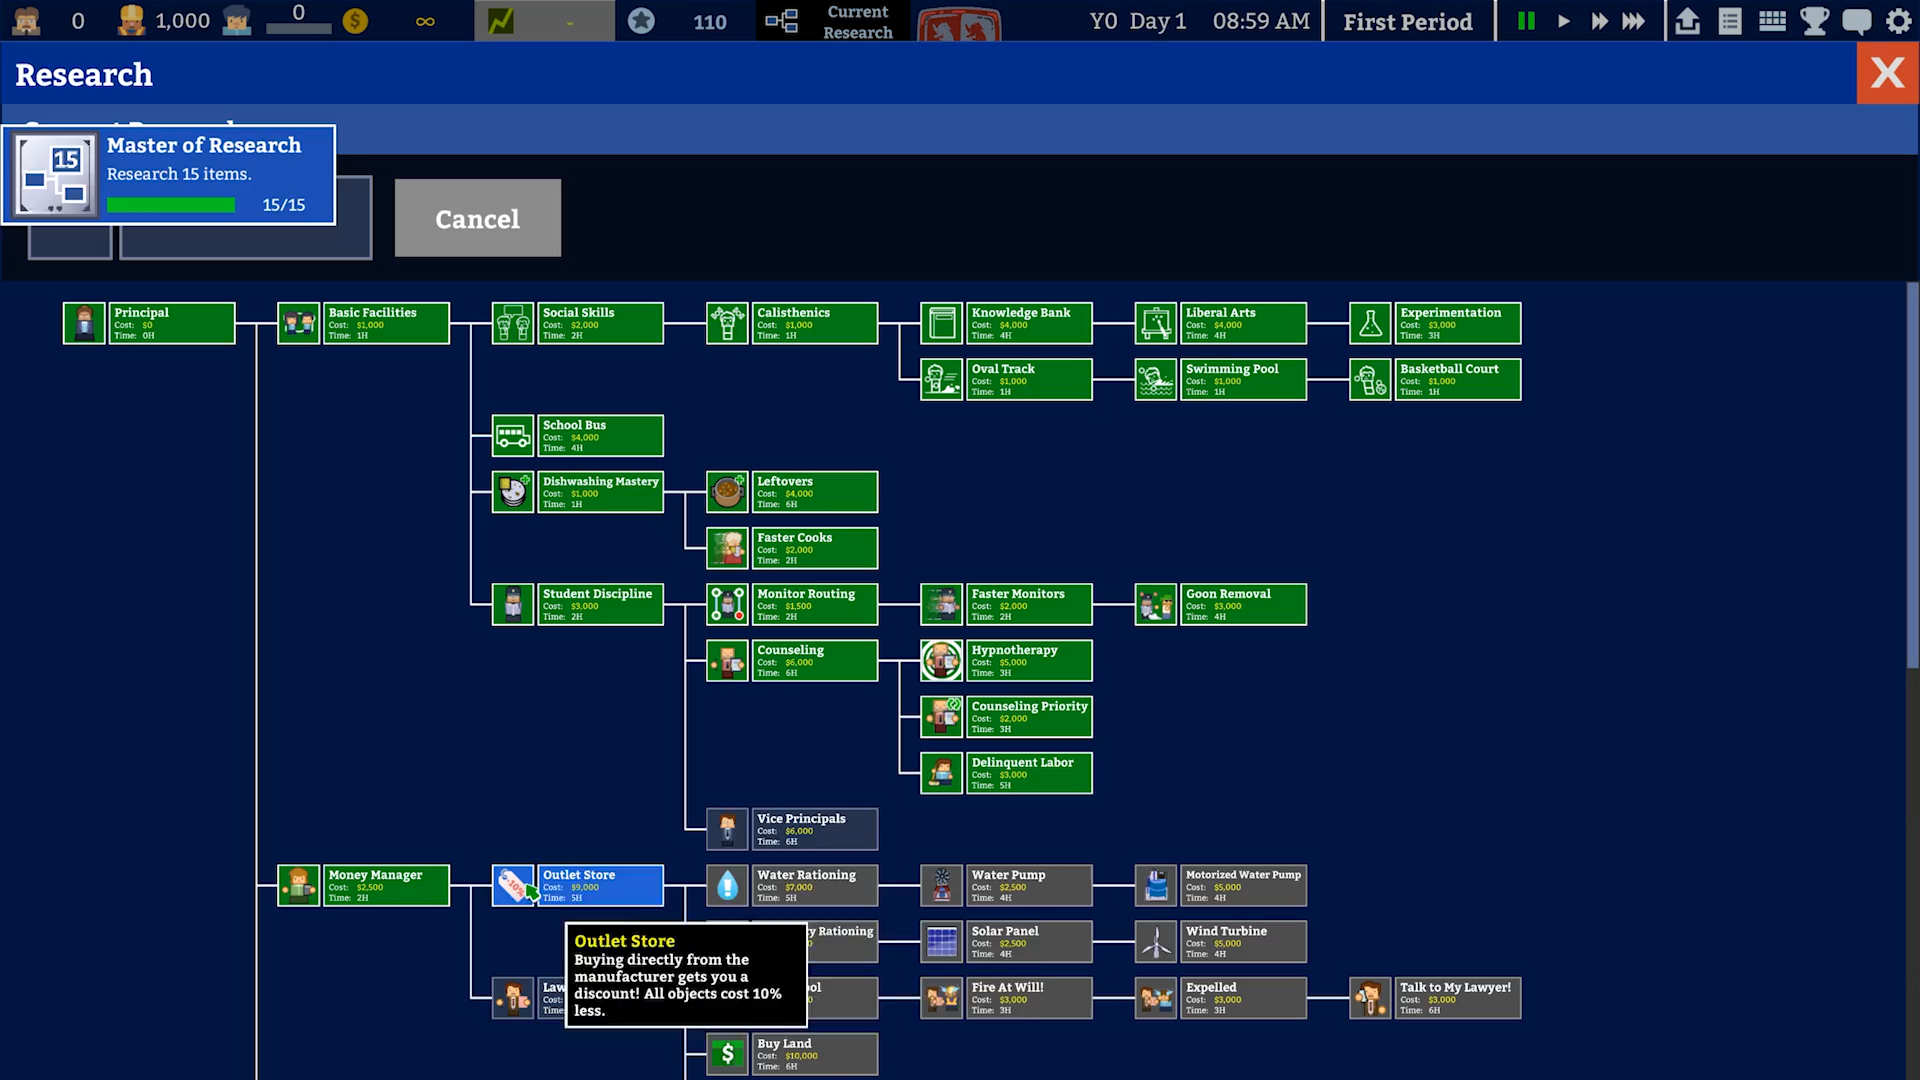 0
1,000
0
∞
-
110
Current
Research
Y0 Day 1
08:59 AM
First Period
Research
X
Master of Research
Research 15 items.
15/15
15
Cancel
Principal
Cost: $0
Time: 0H
Basic Facilities
Cost: $1,000
Time: 1H
Social Skills
Cost: $2,000
Time: 2H
Calisthenics
Cost: $1,000
Time: 1H
Knowledge Bank
Cost: $4,000
Time: 4H
Liberal Arts
Cost: $4,000
Time: 4H
Experimentation
Cost: $3,000
Time: 3H
Oval Track
Cost: $1,000
Time: 1H
Swimming Pool
Cost: $1,000
Time: 1H
Basketball Court
Cost: $1,000
Time: 1H
School Bus
Cost: $4,000
Time: 4H
Dishwashing Mastery
Cost: $1,000
Time: 1H
Leftovers
Cost: $4,000
Time: 6H
Faster Cooks
Cost: $2,000
Time: 2H
Student Discipline
Cost: $3,000
Time: 2H
Monitor Routing
Cost: $1,500
Time: 2H
Faster Monitors
Cost: $2,000
Time: 2H
Goon Removal
Cost: $3,000
Time: 4H
Counseling
Cost: $6,000
Time: 6H
Hypnotherapy
Cost: $5,000
Time: 3H
Counseling Priority
Cost: $2,000
Time: 3H
Delinquent Labor
Cost: $3,000
Time: 5H
Vice Principals
Cost: $6,000
Time: 6H
Money Manager
Cost: $2,500
Time: 2H
-10%
Outlet Store
Cost: $9,000
Time: 5H
Water Rationing
Cost: $7,000
Time: 5H
Water Pump
Cost: $2,500
Time: 4H
Motorized Water Pump
Cost: $5,000
Time: 4H
y Rationing
Solar Panel
Cost: $2,500
Time: 4H
Wind Turbine
Cost: $5,000
Time: 4H
Outlet Store
Buying directly from the
manufacturer gets you a
discount! All objects cost 10%
less.
Law
Cost:
Time:
ol
Fire At Will!
Cost: $3,000
Time: 3H
Expelled
Cost: $3,000
Time: 3H
Talk to My Lawyer!
Cost: $3,000
Time: 6H
$
Buy Land
Cost: $10,000
Time: 6H